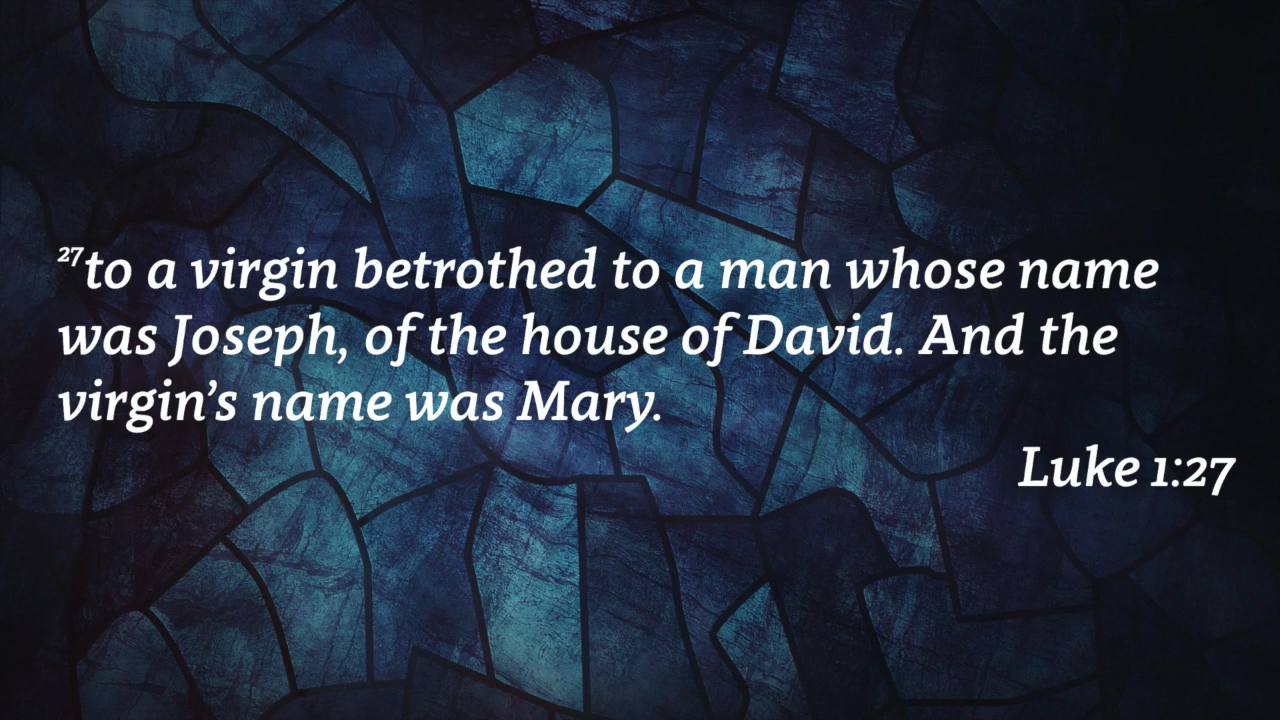 ²⁷to a virgin betrothed to a man whose name
was Joseph, of the house of David. And the
virgin’s name was Mary.
Luke 1:27